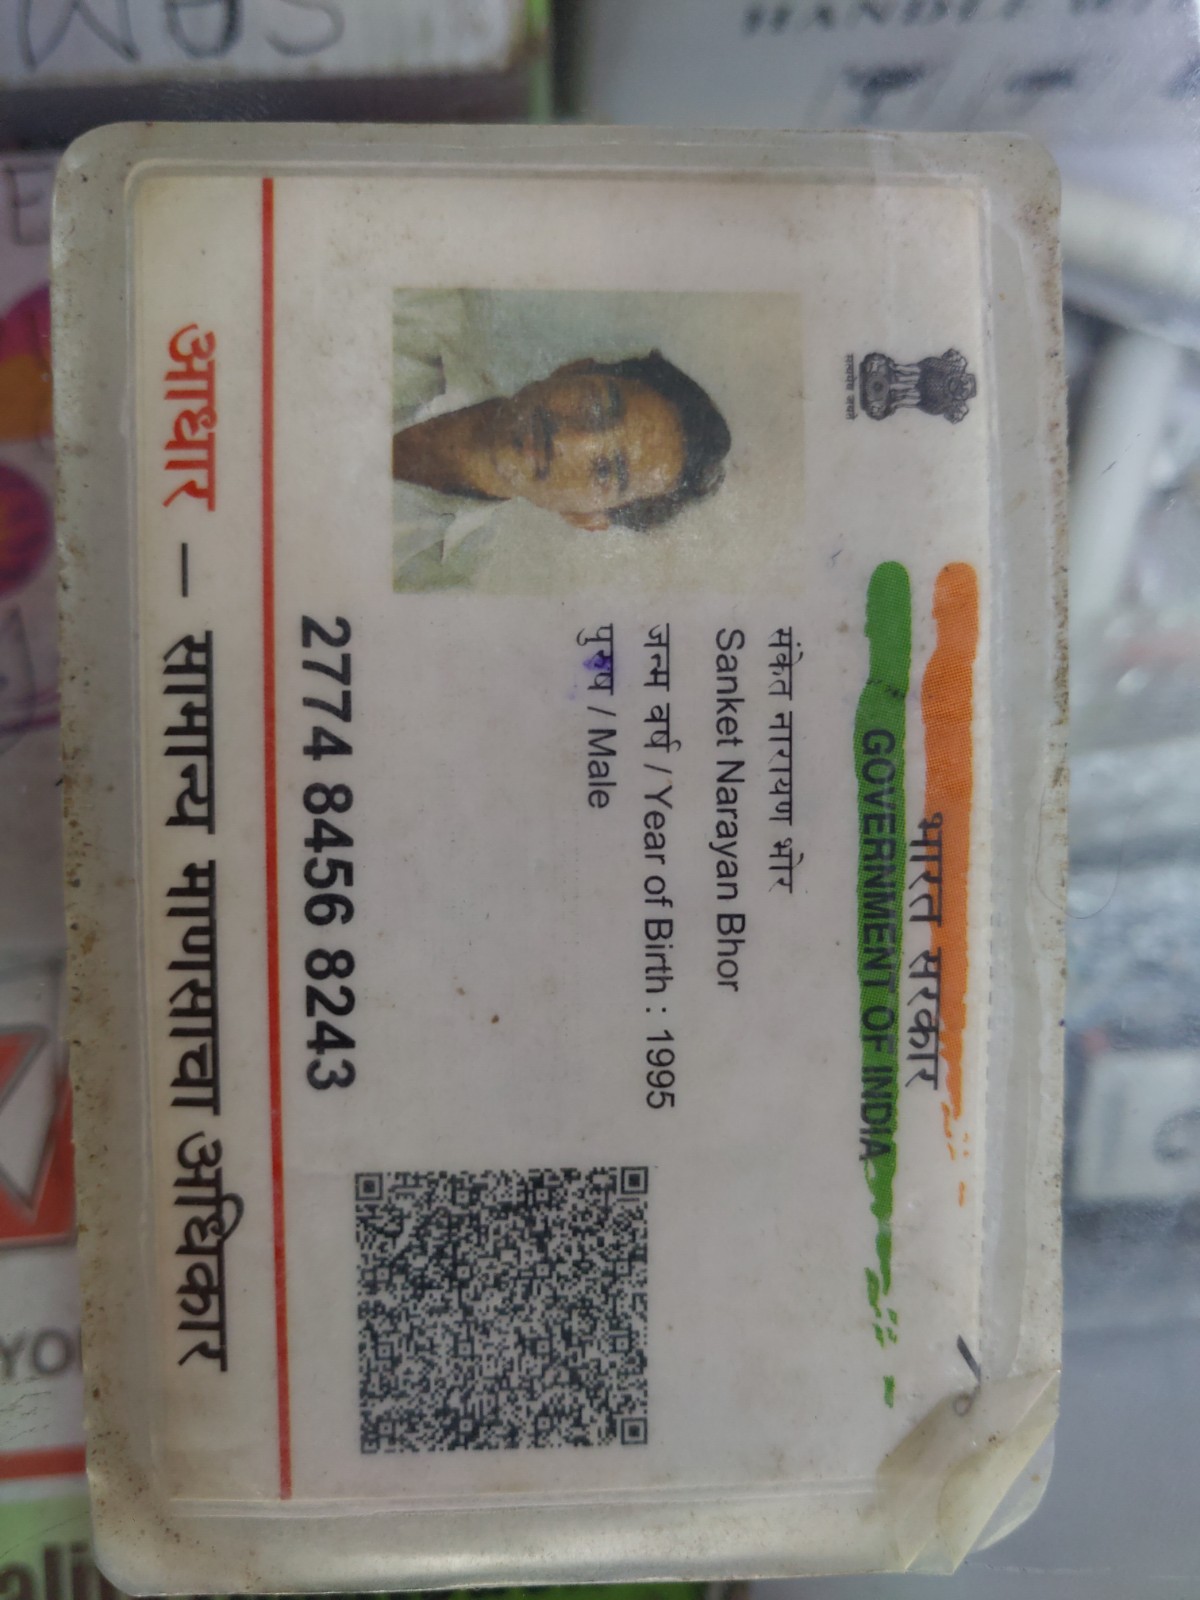 भारत सरकार
GOVERNMENT OF INDIA
सत्यमेव जयते
संकेत नारायण भोर
Sanket Narayan Bhor
जन्म वर्ष / Year of Birth : 1995
पुरुष / Male
2774 8456 8243
आधार – सामान्य माणसाचा अधिकार